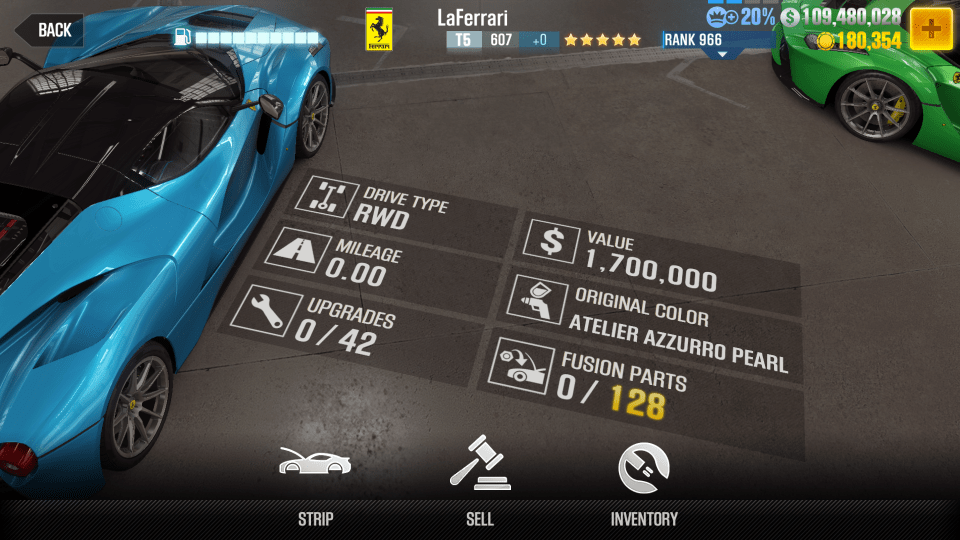 BACK
Ferrari
LaFerrari
T5 607 +0
RANK 966
20%
109,480,028
180,354
DRIVE TYPE
RWD
MILEAGE
0.00
UPGRADES
0/42
VALUE
1,700,000
ORIGINAL COLOR
ATELIER AZZURRO PEARL
FUSION PARTS
0/ 128
STRIP
SELL
INVENTORY